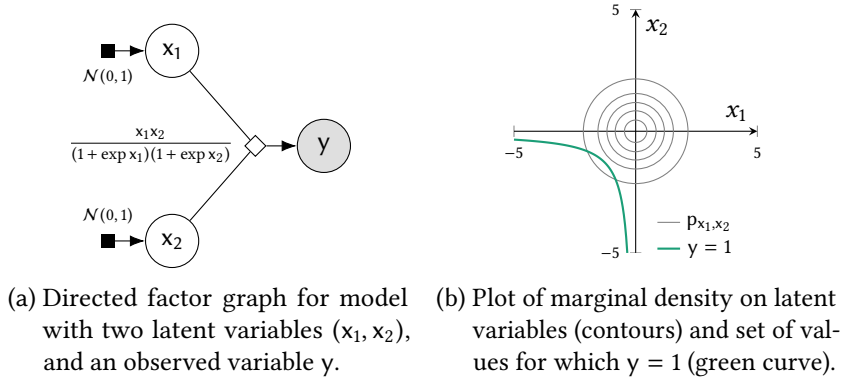 x₁
𝒩(0, 1)
x₁x₂
(1 + exp x₁)(1 + exp x₂)
y
𝒩(0, 1)
x₂
5
x₂
x₁
−5
5
pₓ₁,ₓ₂
y = 1
−5
(a) Directed factor graph for model
with two latent variables (x₁, x₂),
and an observed variable y.
(b) Plot of marginal density on latent
variables (contours) and set of val-
ues for which y = 1 (green curve).